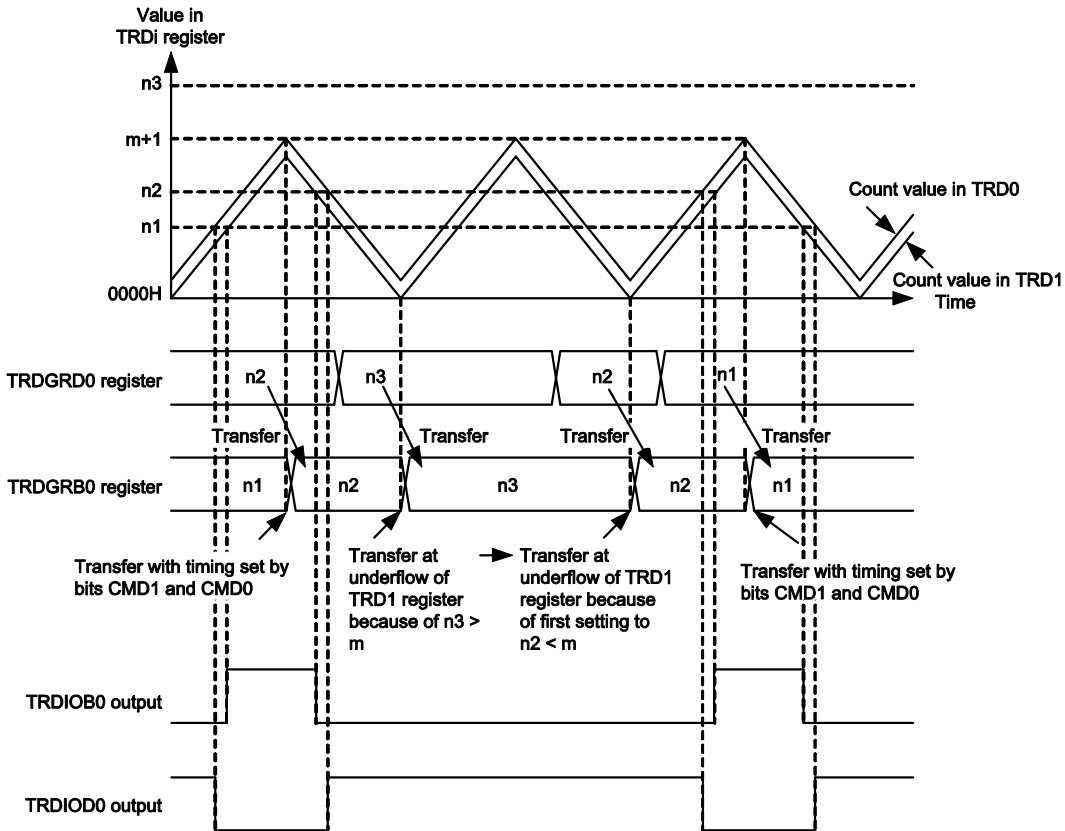 Value in
TRDi register
n3
m+1
n2
n1
0000H
Count value in TRD0
Count value in TRD1
Time
TRDGRD0 register
n2
n3
n2
n1
Transfer
Transfer
Transfer
Transfer
TRDGRB0 register
n1
n2
n3
n2
n1
Transfer with timing set by
bits CMD1 and CMD0
Transfer at
underflow of
TRD1 register
because of n3 >
m
Transfer at
underflow of TRD1
register because
of first setting to
n2 < m
Transfer with timing set by
bits CMD1 and CMD0
TRDIOB0 output
TRDIOD0 output